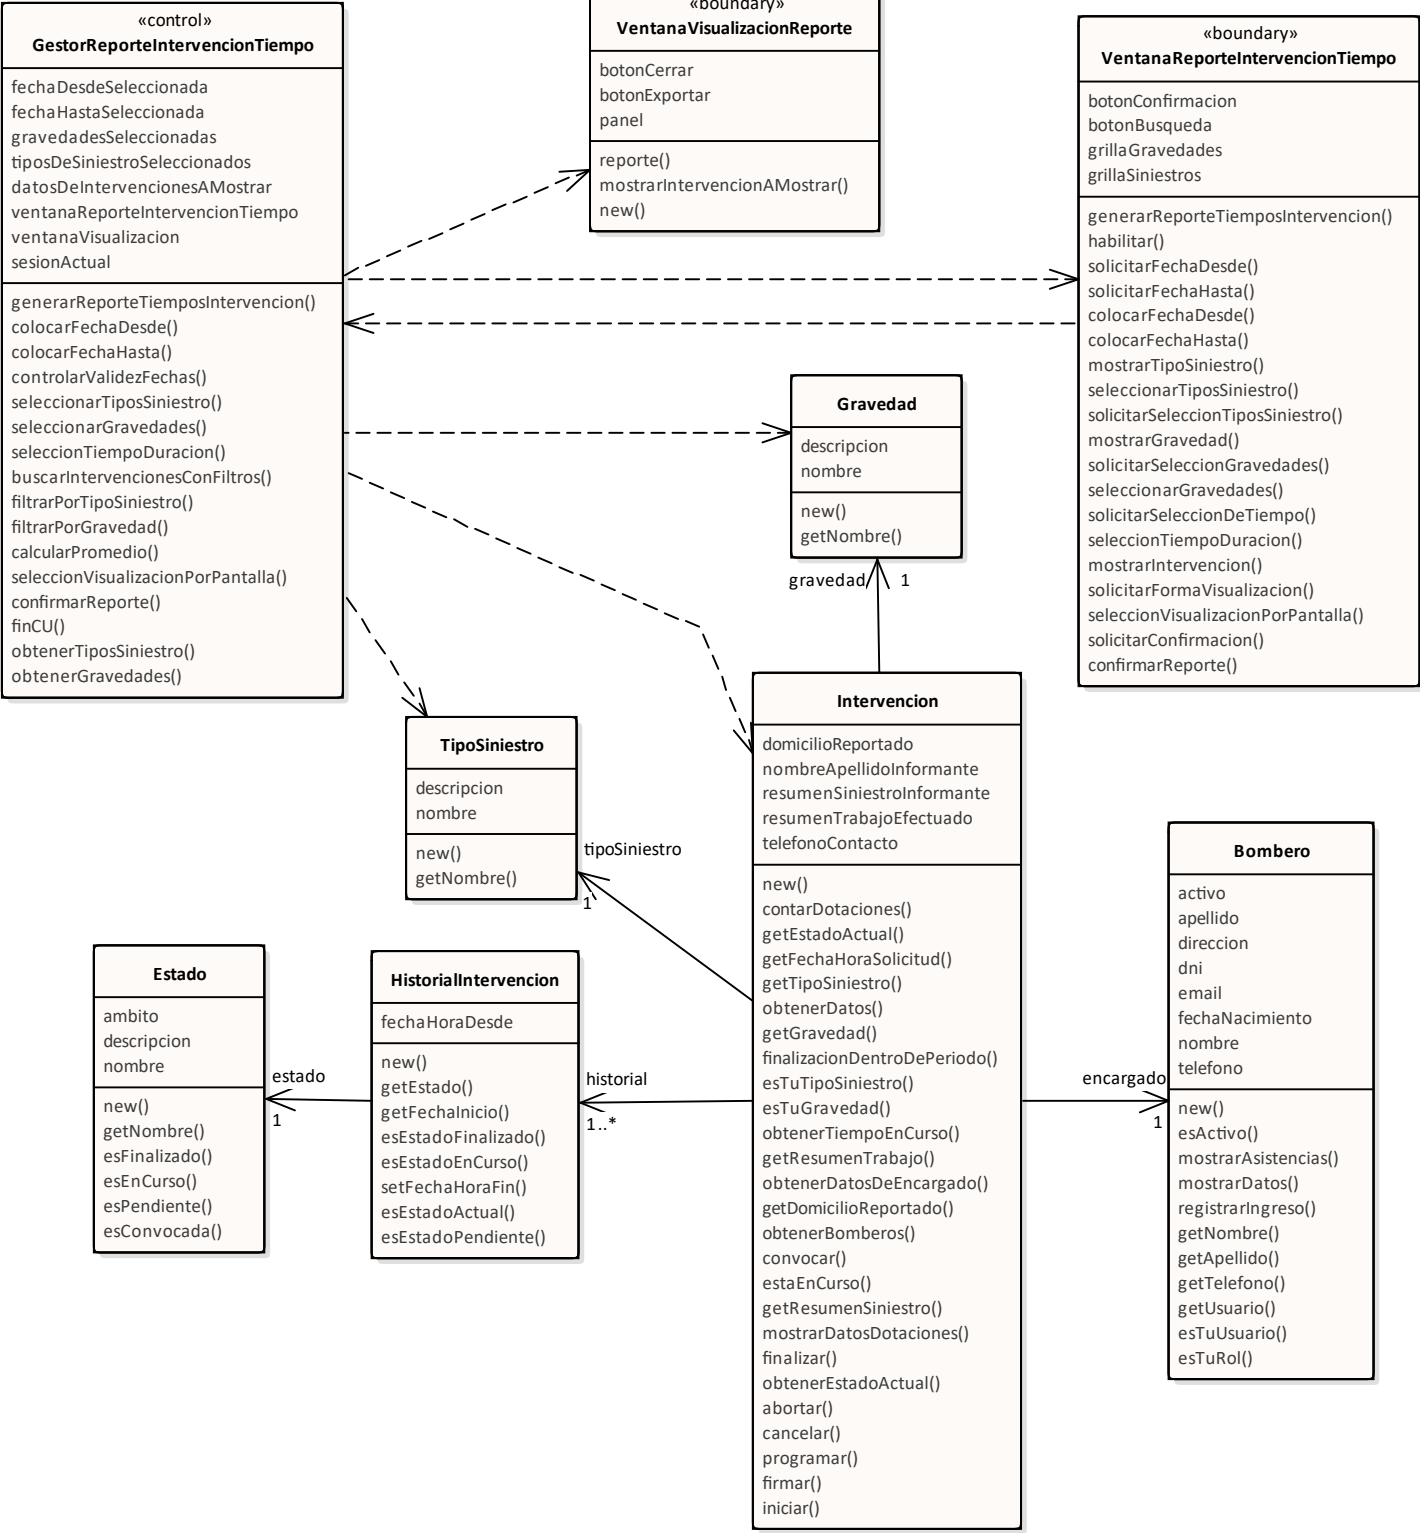 «control»
GestorReporteIntervencionTiempo
fechaDesdeSeleccionada
fechaHastaSeleccionada
gravedadesSeleccionadas
tiposDeSiniestroSeleccionados
datosDeIntervencionesAMostrar
ventanaReporteIntervencionTiempo
ventanaVisualizacion
sesionActual
generarReporteTiemposIntervencion()
colocarFechaDesde()
colocarFechaHasta()
controlarValidezFechas()
seleccionarTiposSiniestro()
seleccionarGravedades()
seleccionTiempoDuracion()
buscarIntervencionesConFiltros()
filtrarPorTipoSiniestro()
filtrarPorGravedad()
calcularPromedio()
seleccionVisualizacionPorPantalla()
confirmarReporte()
finCU()
obtenerTiposSiniestro()
obtenerGravedades()
«boundary»
VentanaVisualizacionReporte
botonCerrar
botonExportar
panel
reporte()
mostrarIntervencionAMostrar()
new()
«boundary»
VentanaReporteIntervencionTiempo
botonConfirmacion
botonBusqueda
grillaGravedades
grillaSiniestros
generarReporteTiemposIntervencion()
habilitar()
solicitarFechaDesde()
solicitarFechaHasta()
colocarFechaDesde()
colocarFechaHasta()
mostrarTipoSiniestro()
seleccionarTiposSiniestro()
solicitarSeleccionTiposSiniestro()
mostrarGravedad()
solicitarSeleccionGravedades()
seleccionarGravedades()
solicitarSeleccionDeTiempo()
seleccionTiempoDuracion()
mostrarIntervencion()
solicitarFormaVisualizacion()
seleccionVisualizacionPorPantalla()
solicitarConfirmacion()
confirmarReporte()
Gravedad
descripcion
nombre
new()
getNombre()
gravedad 1
TipoSiniestro
descripcion
nombre
new()
getNombre()
tipoSiniestro
1
Intervencion
domicilioReportado
nombreApellidoInformante
resumenSiniestroInformante
resumenTrabajoEfectuado
telefonoContacto
new()
contarDotaciones()
getEstadoActual()
getFechaHoraSolicitud()
getTipoSiniestro()
obtenerDatos()
getGravedad()
finalizacionDentroDePeriodo()
esTuTipoSiniestro()
esTuGravedad()
obtenerTiempoEnCurso()
getResumenTrabajo()
obtenerDatosDeEncargado()
getDomicilioReportado()
obtenerBomberos()
convocar()
estaEnCurso()
getResumenSiniestro()
mostrarDatosDotaciones()
finalizar()
obtenerEstadoActual()
abortar()
cancelar()
programar()
firmar()
iniciar()
Bombero
activo
apellido
direccion
dni
email
fechaNacimiento
nombre
telefono
new()
esActivo()
mostrarAsistencias()
mostrarDatos()
registrarIngreso()
getNombre()
getApellido()
getTelefono()
getUsuario()
esTuUsuario()
esTuRol()
encargado
1
Estado
ambito
descripcion
nombre
new()
getNombre()
esFinalizado()
esEnCurso()
esPendiente()
esConvocada()
estado
1
HistorialIntervencion
fechaHoraDesde
new()
getEstado()
getFechaInicio()
esEstadoFinalizado()
esEstadoEnCurso()
setFechaHoraFin()
esEstadoActual()
esEstadoPendiente()
historial
1..*